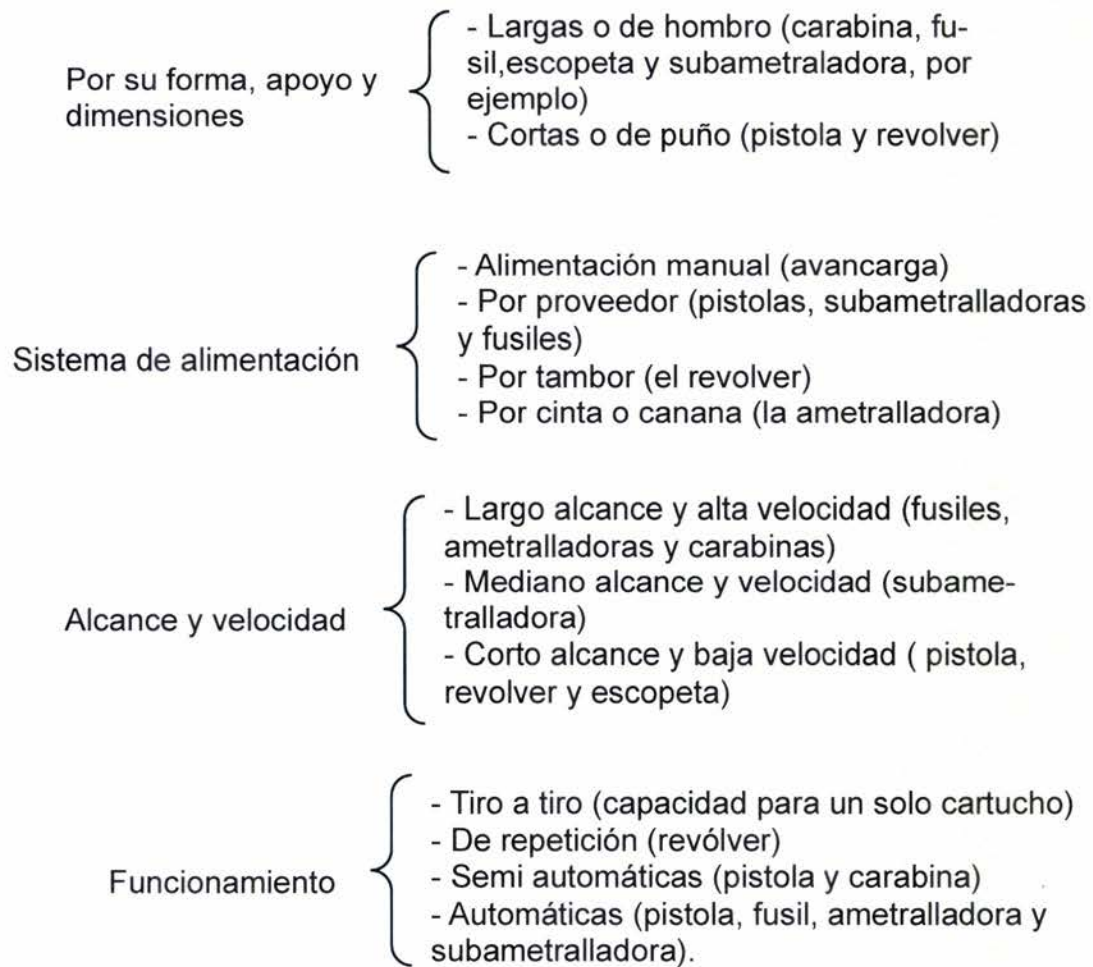 Por su forma, apoyo y
dimensiones
- Largas o de hombro (carabina, fu-
sil,escopeta y subametraladora, por
ejemplo)
- Cortas o de puño (pistola y revolver)
Sistema de alimentación
- Alimentación manual (avancarga)
- Por proveedor (pistolas, subametralladoras
y fusiles)
- Por tambor (el revolver)
- Por cinta o canana (la ametralladora)
Alcance y velocidad
- Largo alcance y alta velocidad (fusiles,
ametralladoras y carabinas)
- Mediano alcance y velocidad (subame-
tralladora)
- Corto alcance y baja velocidad ( pistola,
revolver y escopeta)
Funcionamiento
- Tiro a tiro (capacidad para un solo cartucho)
- De repetición (revólver)
- Semi automáticas (pistola y carabina)
- Automáticas (pistola, fusil, ametralladora y
subametralladora).